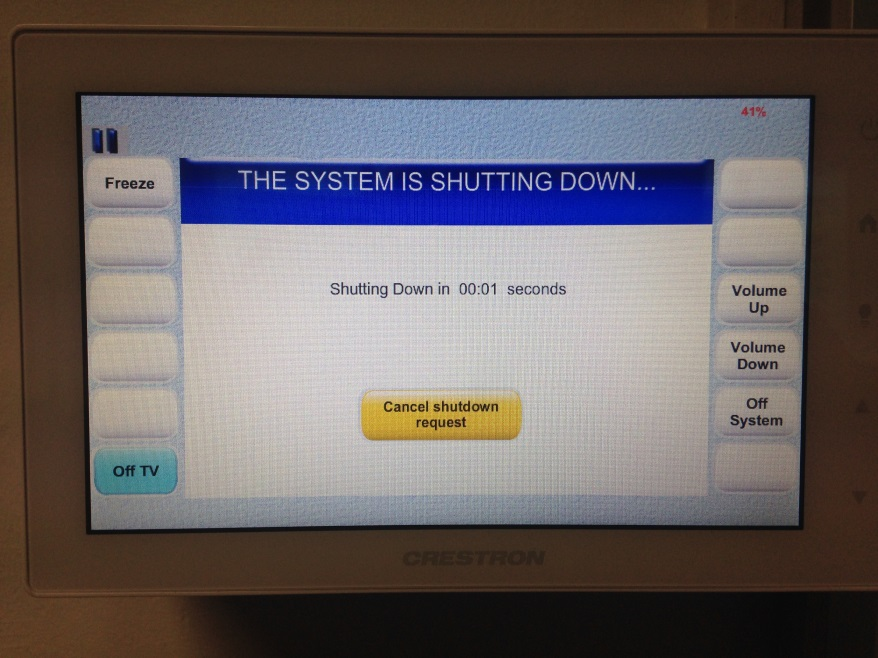 41%
Freeze
THE SYSTEM IS SHUTTING DOWN...
Shutting Down in 00:01 seconds
Volume
Up
Volume
Down
Cancel shutdown
request
Off
System
Off TV
CRESTRON